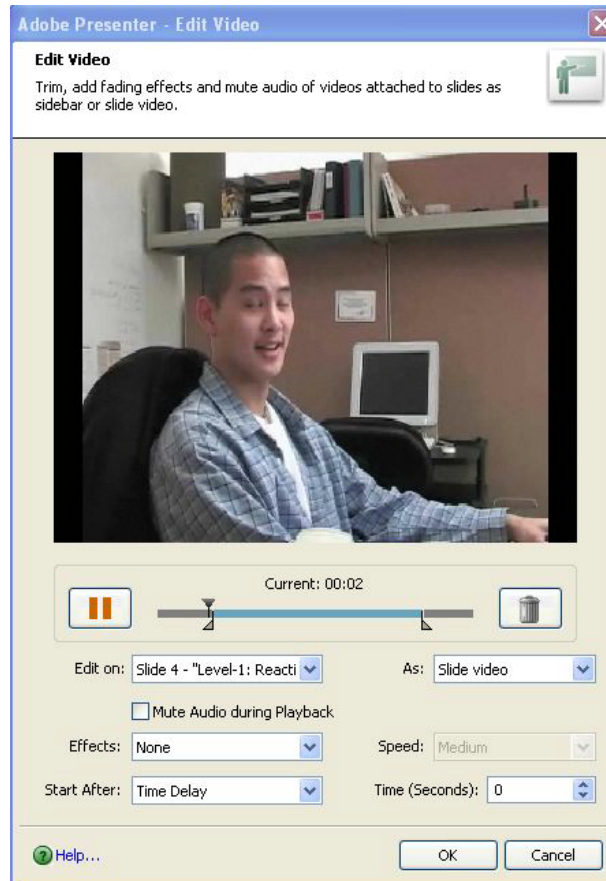 Adobe Presenter - Edit Video
Edit Video
Trim, add fading effects and mute audio of videos attached to slides as
sidebar or slide video.
Current: 00:02
Edit on: Slide 4 - "Level-1: Reacti As: Slide video
Mute Audio during Playback
Effects: None Speed: Medium
Start After: Time Delay Time (Seconds): 0
Help... OK Cancel